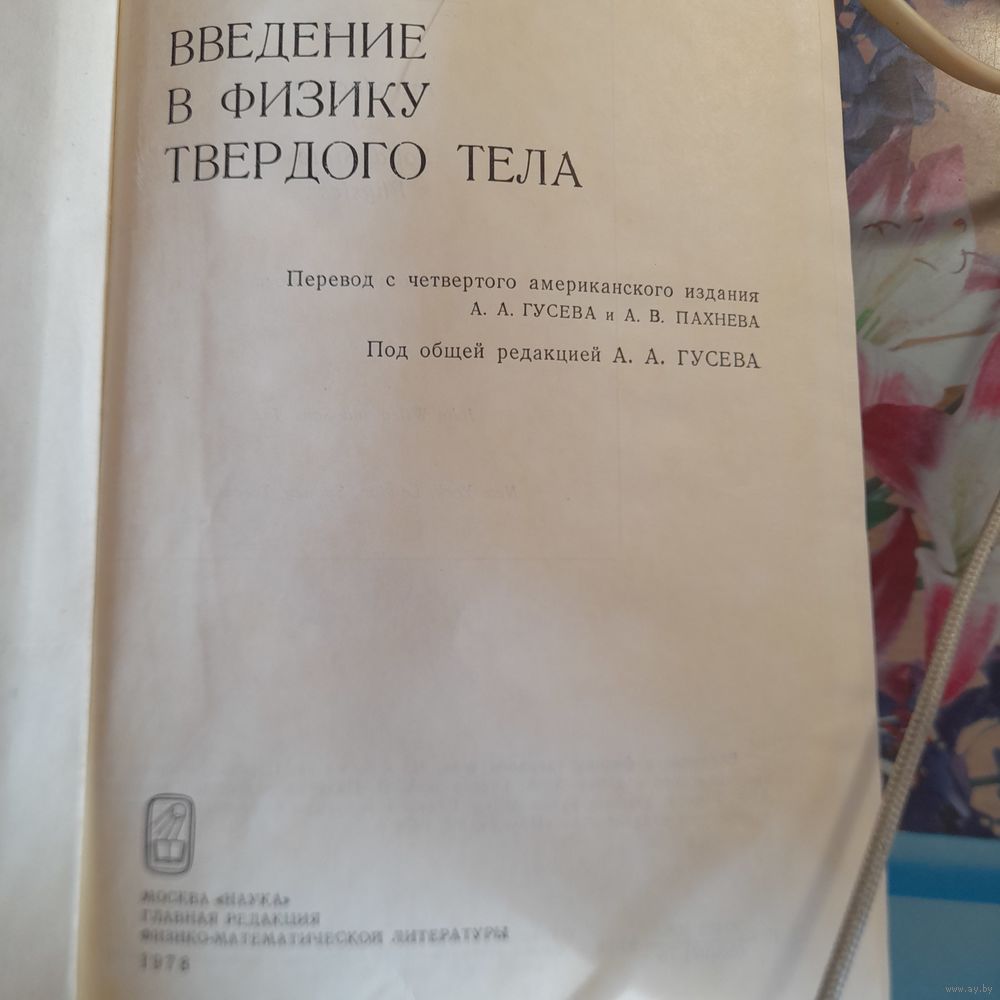 ВВЕДЕНИЕ
В ФИЗИКУ
ТВЕРДОГО ТЕЛА
Перевод с четвертого американского издания
А. А. ГУСЕВА и А. В. ПАХНЕВА
Под общей редакцией А. А. ГУСЕВА
МОСКВА «НАУКА»
ГЛАВНАЯ РЕДАКЦИЯ
ФИЗИКО-МАТЕМАТИЧЕСКОЙ ЛИТЕРАТУРЫ
1978
www.ay.by